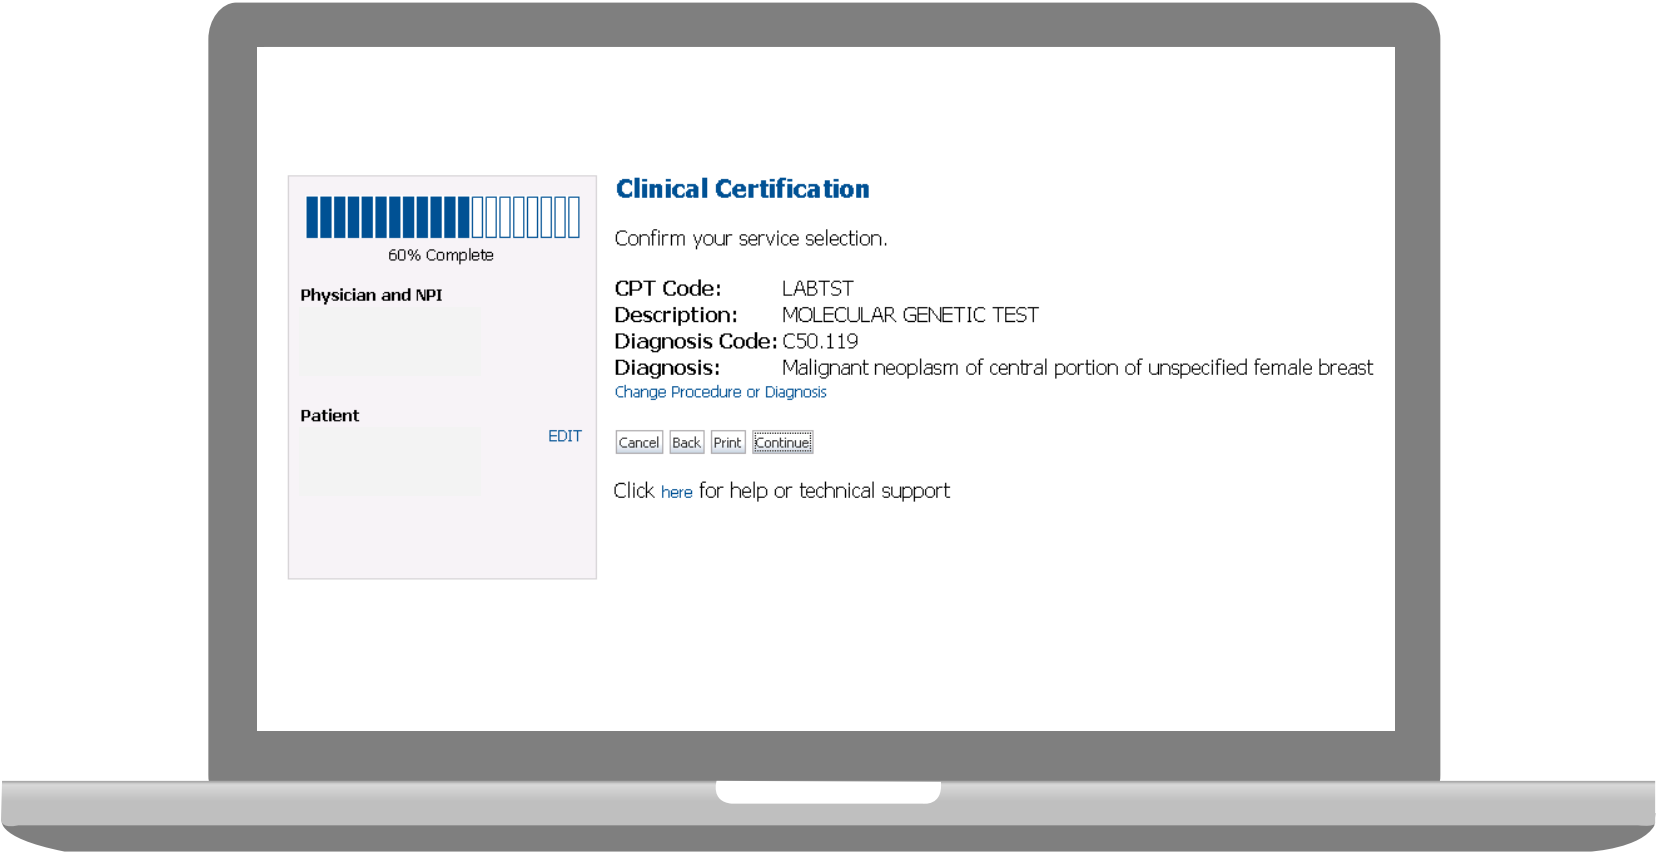 60% Complete
Physician and NPI
Patient
EDIT
Clinical Certification
Confirm your service selection.
CPT Code: LABTST
Description: MOLECULAR GENETIC TEST
Diagnosis Code: C50.119
Diagnosis: Malignant neoplasm of central portion of unspecified female breast
Change Procedure or Diagnosis
Cancel Back Print Continue
Click here for help or technical support